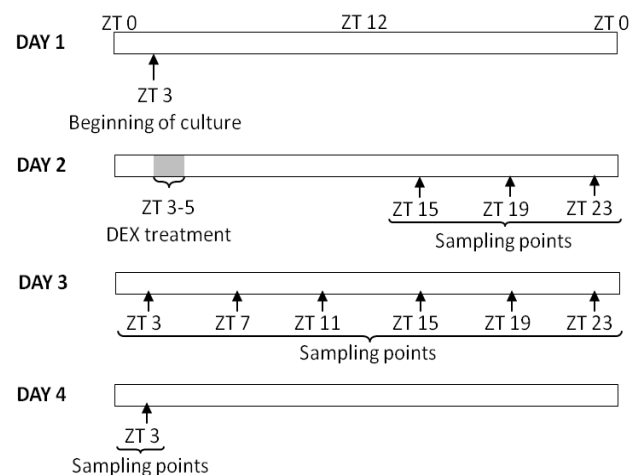 ZT 0 ZT 12 ZT 0
DAY 1
ZT 3
Beginning of culture
DAY 2
ZT 3-5 ZT 15 ZT 19 ZT 23
DEX treatment Sampling points
DAY 3
ZT 3 ZT 7 ZT 11 ZT 15 ZT 19 ZT 23
Sampling points
DAY 4
ZT 3
Sampling points